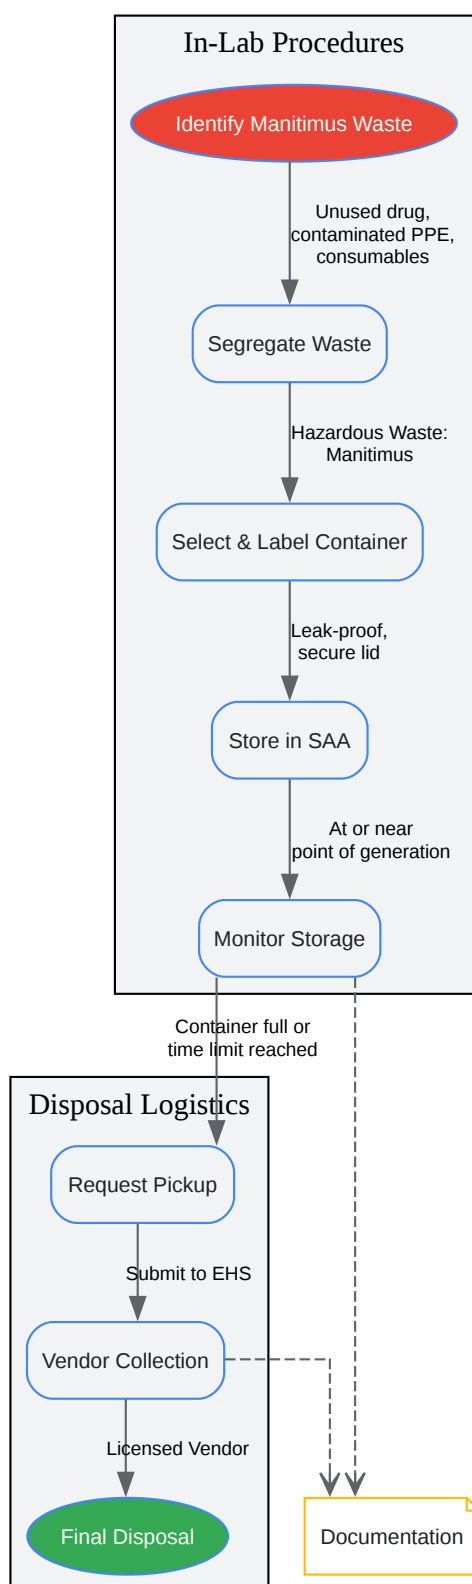 In-Lab Procedures
Identify Manitimus Waste
Unused drug,
contaminated PPE,
consumables
Segregate Waste
Hazardous Waste:
Manitimus
Select & Label Container
Leak-proof,
secure lid
Store in SAA
At or near
point of generation
Monitor Storage
Container full or
time limit reached
Disposal Logistics
Request Pickup
Submit to EHS
Vendor Collection
Licensed Vendor
Final Disposal
Documentation